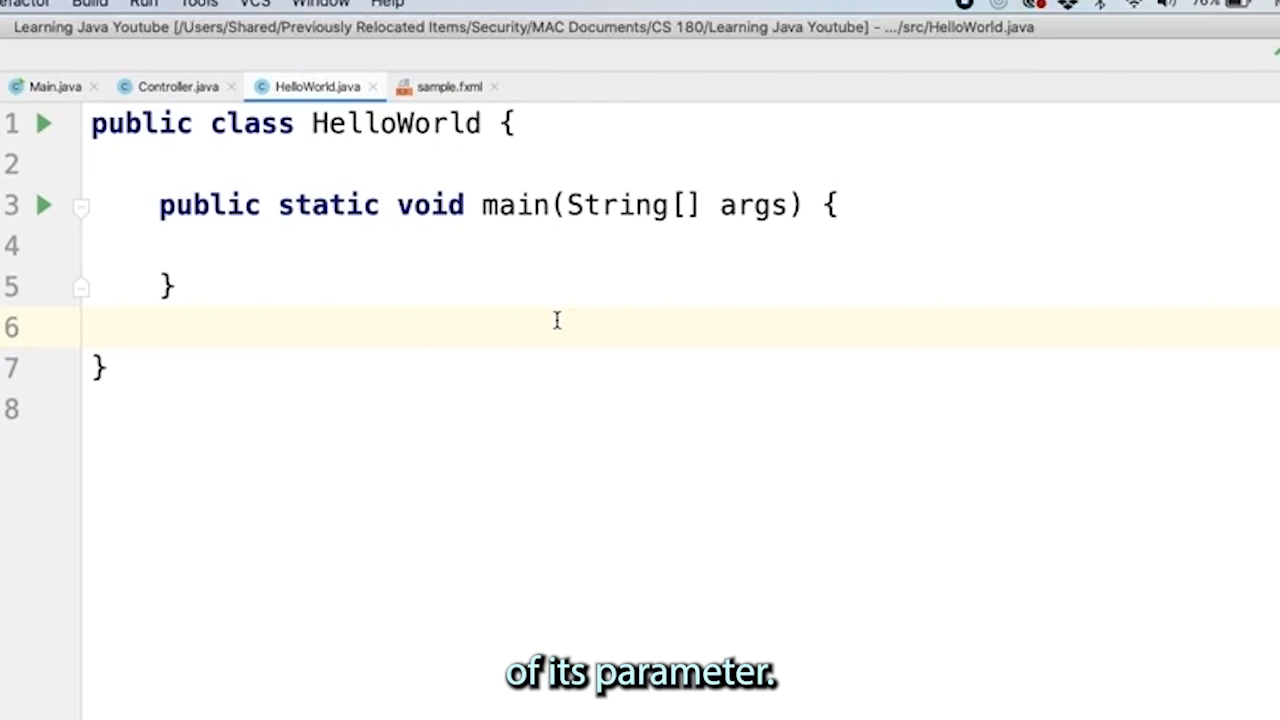 Build Run Tools VCS Window Help 76%
Learning Java Youtube [/Users/Shared/Previously Relocated Items/Security/MAC Documents/CS 180/Learning Java Youtube] - .../src/HelloWorld.java
Main.java Controller.java HelloWorld.java sample.fxml
1 public class HelloWorld {
2
3 public static void main(String[] args) {
4
5 }
6
7 }
8
of its parameter.